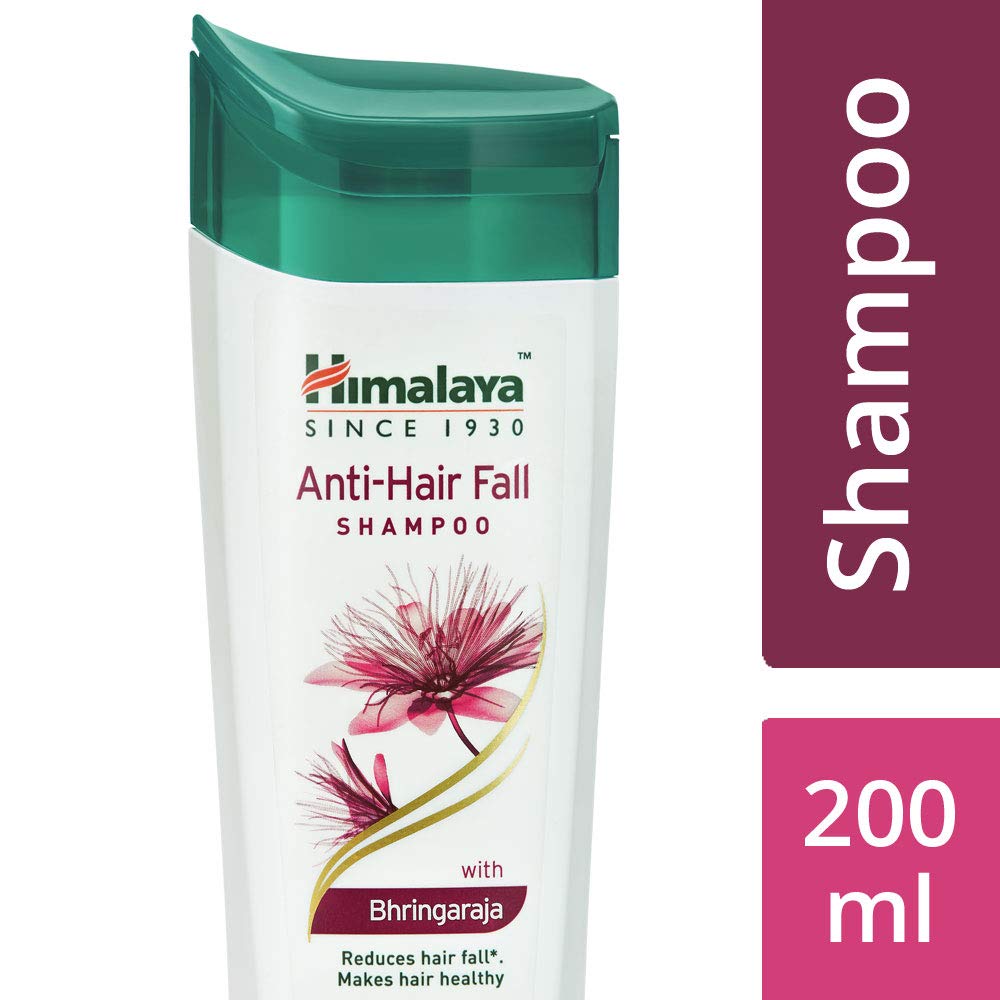 Himalaya™
SINCE 1930
Anti-Hair Fall
SHAMPOO
with
Bhringaraja
Reduces hair fall*.
Makes hair healthy
Shampoo
200
ml